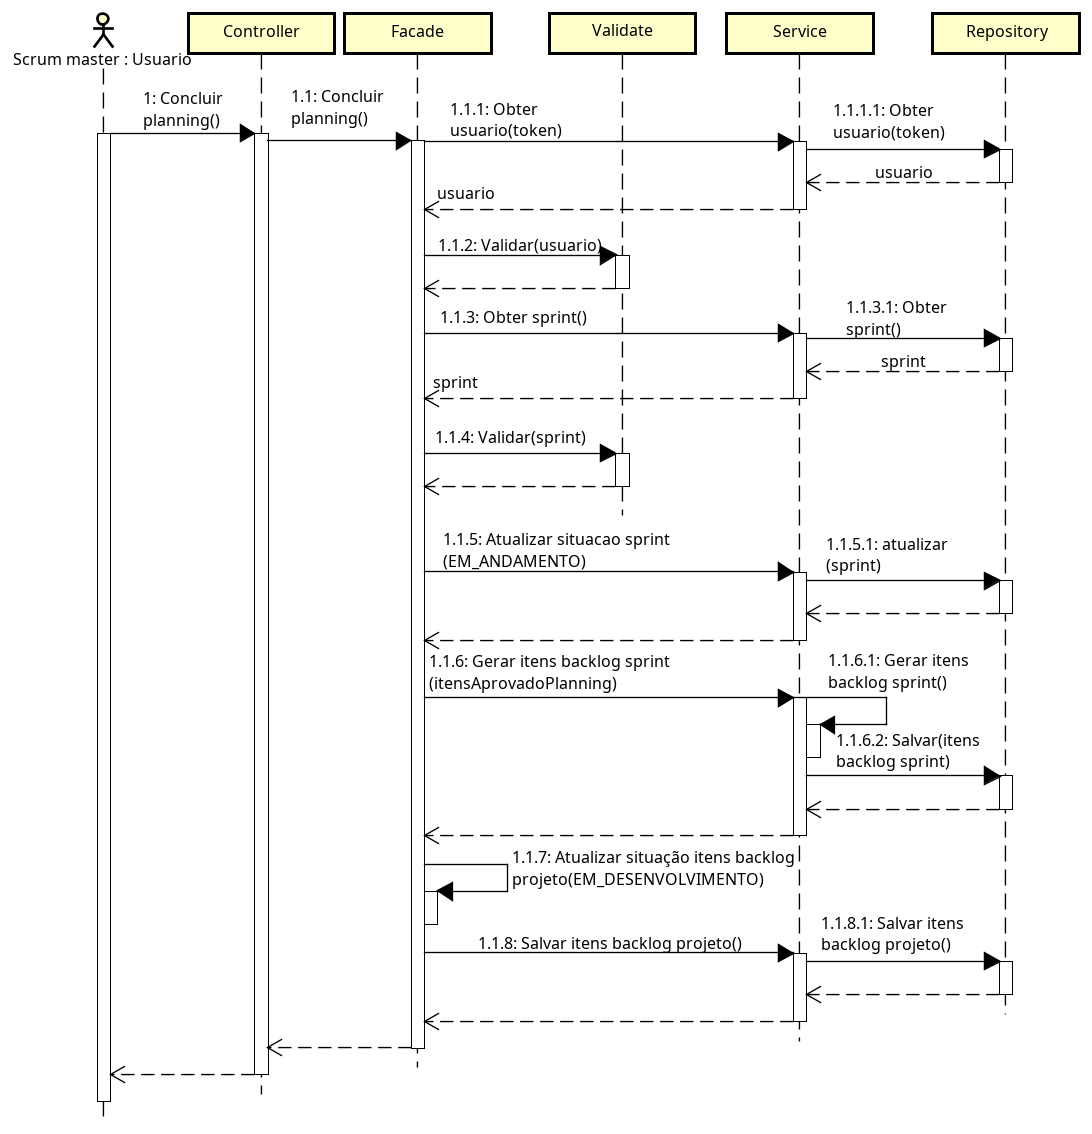 Controller
Facade
Validate
Service
Repository
Scrum master : Usuario
1: Concluir
planning()
1.1: Concluir
planning()
1.1.1: Obter
usuario(token)
1.1.1.1: Obter
usuario(token)
usuario
usuario
1.1.2: Validar(usuario)
1.1.3: Obter sprint()
1.1.3.1: Obter
sprint()
sprint
sprint
1.1.4: Validar(sprint)
1.1.5: Atualizar situacao sprint
(EM_ANDAMENTO)
1.1.5.1: atualizar
(sprint)
1.1.6: Gerar itens backlog sprint
(itensAprovadoPlanning)
1.1.6.1: Gerar itens
backlog sprint()
1.1.6.2: Salvar(itens
backlog sprint)
1.1.7: Atualizar situação itens backlog
projeto(EM_DESENVOLVIMENTO)
1.1.8: Salvar itens backlog projeto()
1.1.8.1: Salvar itens
backlog projeto()